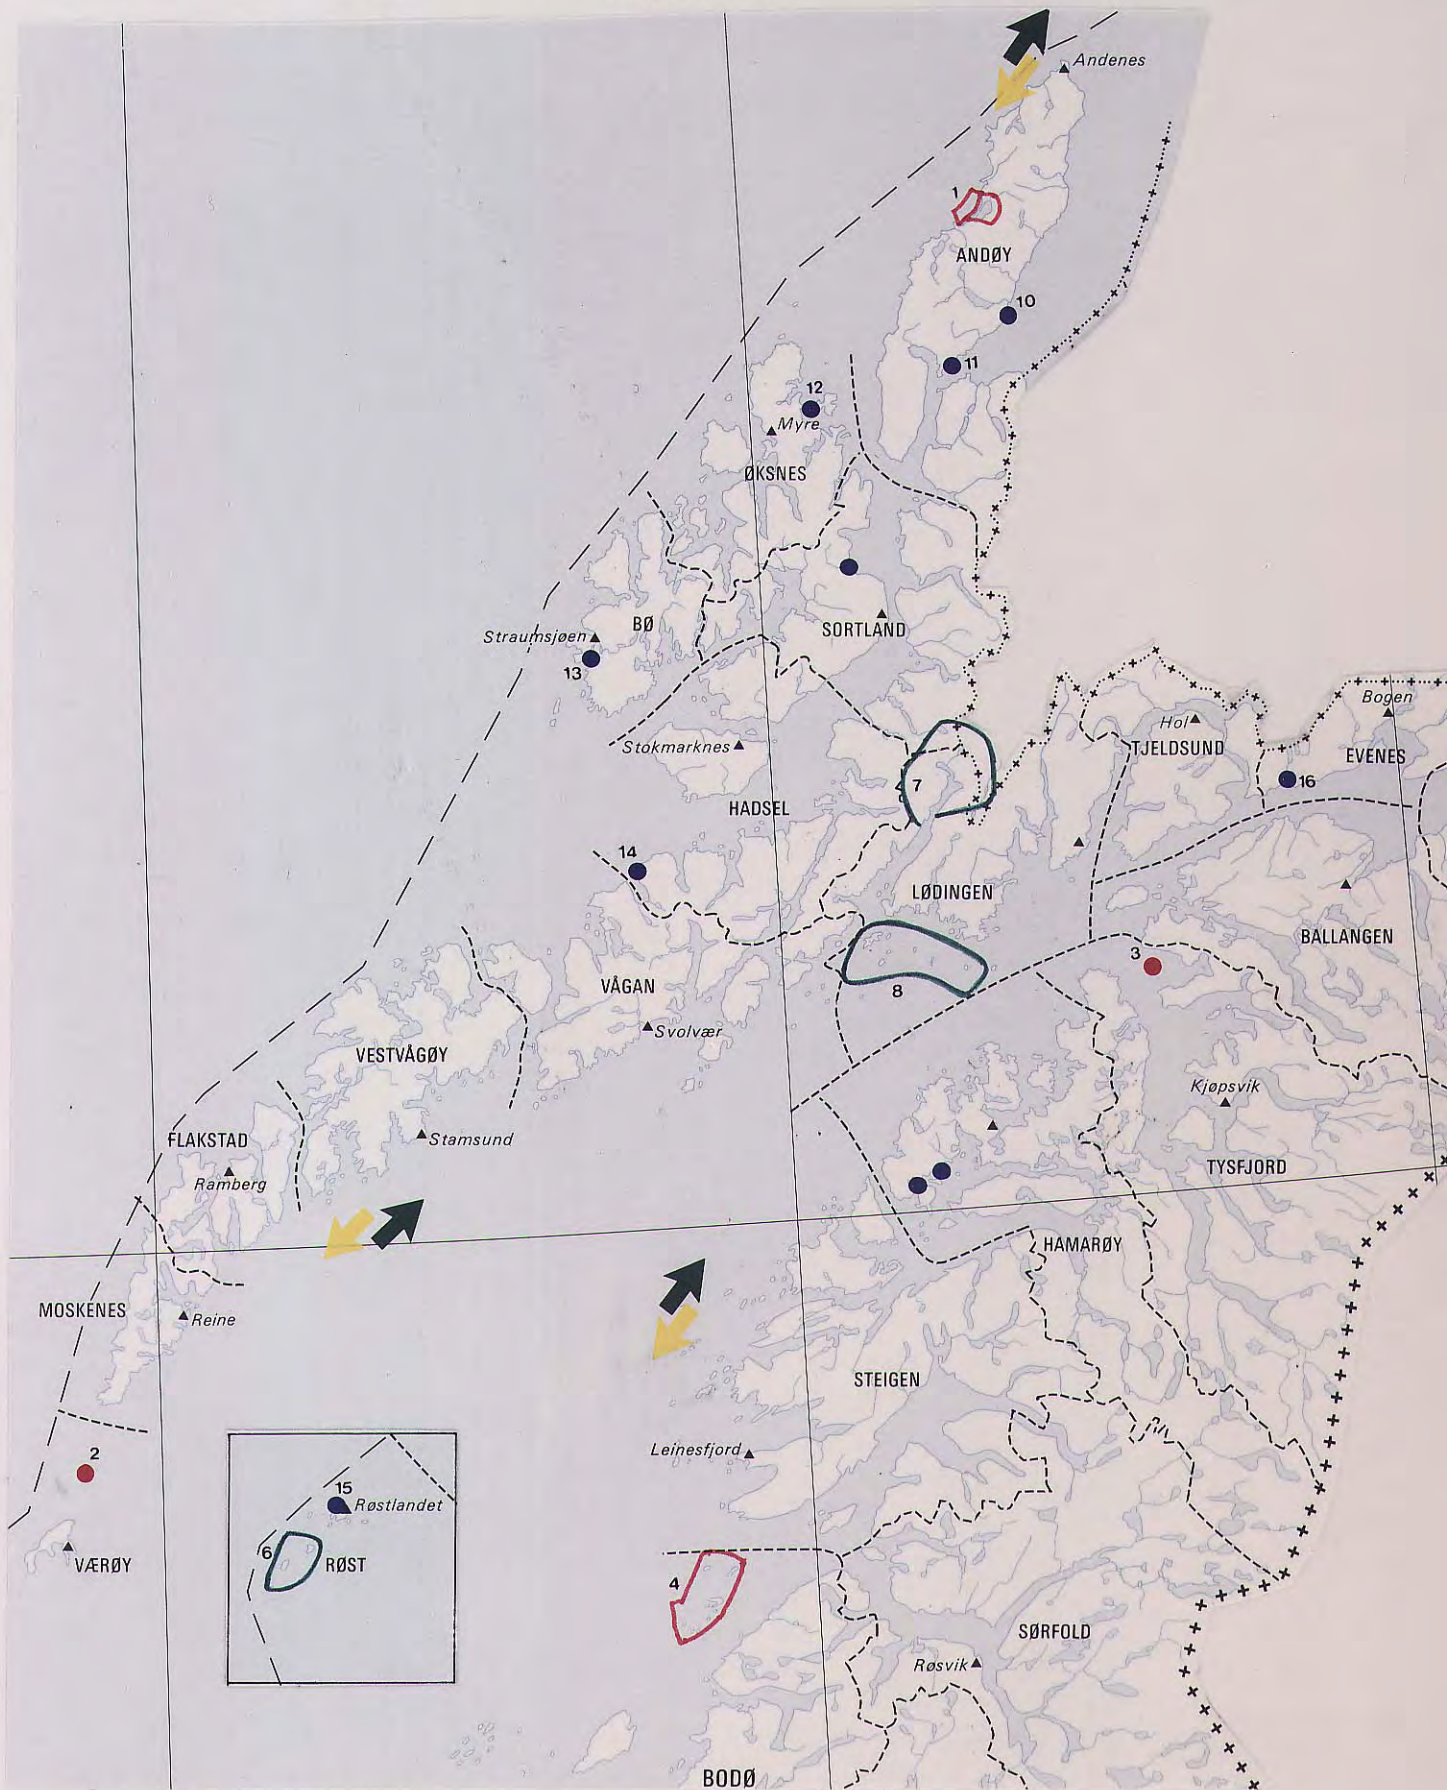 Andenes
1
ANDØY
10
11
12
Myre
ØKSNES
Straumsjøen
BØ
SORTLAND
13
Bogen
Hol
TJELDSUND
EVENES
Stokmarknes
7
16
HADSEL
14
LØDINGEN
BALLANGEN
3
VÅGAN
8
Svolvær
VESTVÅGØY
Kjøpsvik
FLAKSTAD
Stamsund
Ramberg
TYSFJORD
HAMARØY
MOSKENES
Reine
STEIGEN
2
Leinesfjord
15
Røstlandet
6
RØST
VÆRØY
4
SØRFOLD
Røsvik
BODØ